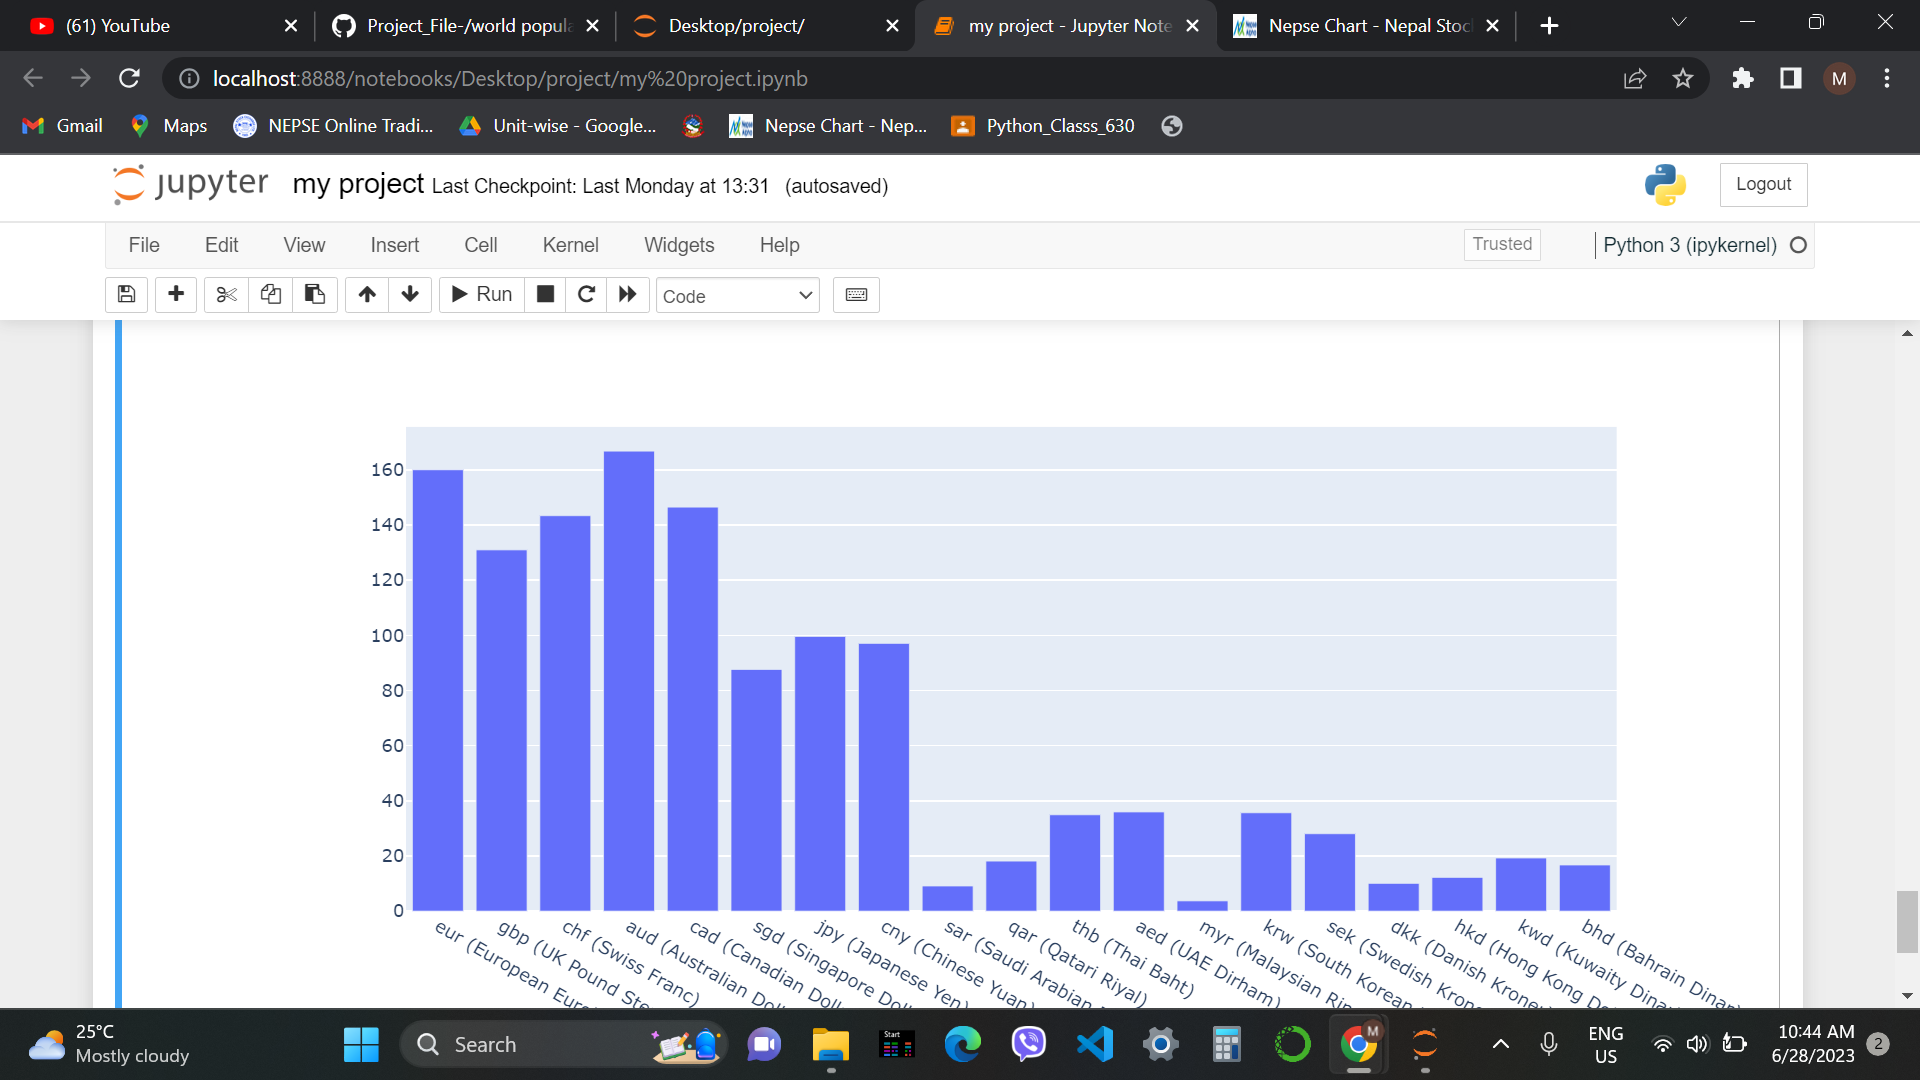 (61) YouTube
Project_File-/world popula
Desktop/project/
my project - Jupyter Note
Nepse Chart - Nepal Stoc
localhost:8888/notebooks/Desktop/project/my%20project.ipynb
M
Gmail
Maps
NEPSE Online Tradi...
Unit-wise - Google...
Nepse Chart - Nep...
Python_Classs_630
jupyter
my project Last Checkpoint: Last Monday at 13:31 (autosaved)
Logout
File
Edit
View
Insert
Cell
Kernel
Widgets
Help
Trusted
Python 3 (ipykernel)
Run
Code
160
140
120
100
80
60
40
20
0
eur (European Euro
gbp (UK Pound Ste
chf (Swiss Franc)
aud (Australian Doll
cad (Canadian Doll
sgd (Singapore Dol
jpy (Japanese Yen)
cny (Chinese Yuan)
sar (Saudi Arabian
qar (Qatari Riyal)
thb (Thai Baht)
aed (UAE Dirham)
myr (Malaysian Rin
krw (South Korean
sek (Swedish Krone
dkk (Danish Krone
hkd (Hong Kong Do
kwd (Kuwaity Dina
bhd (Bahrain Dinar
25°C
Mostly cloudy
Search
Start
M
ENG
US
10:44 AM
6/28/2023
2